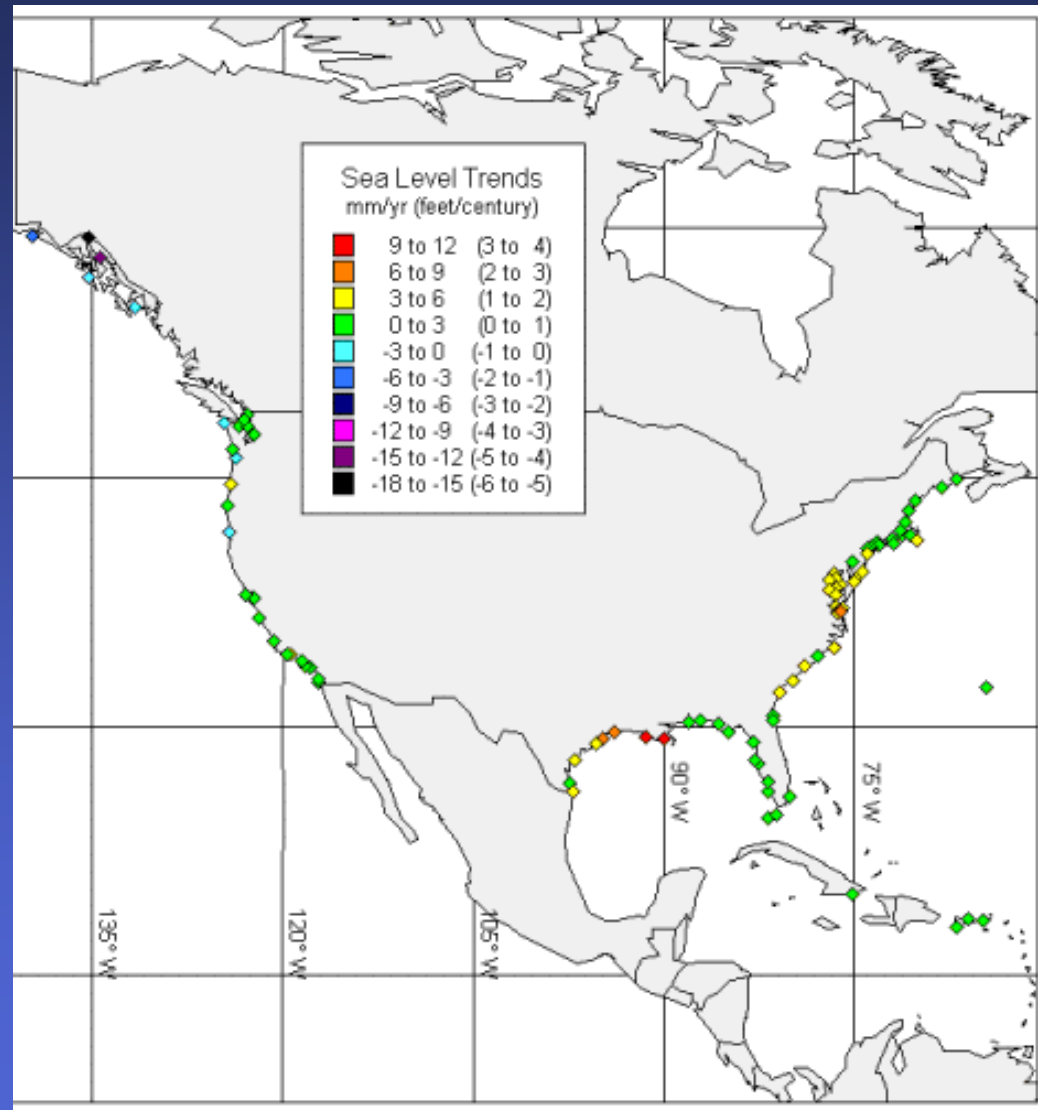 Sea Level Trends
mm/yr (feet/century)
9 to 12 (3 to 4)
6 to 9 (2 to 3)
3 to 6 (1 to 2)
0 to 3 (0 to 1)
-3 to 0 (-1 to 0)
-6 to -3 (-2 to -1)
-9 to -6 (-3 to -2)
-12 to -9 (-4 to -3)
-15 to -12 (-5 to -4)
-18 to -15 (-6 to -5)
135° W
120° W
105° W
90° W
75° W